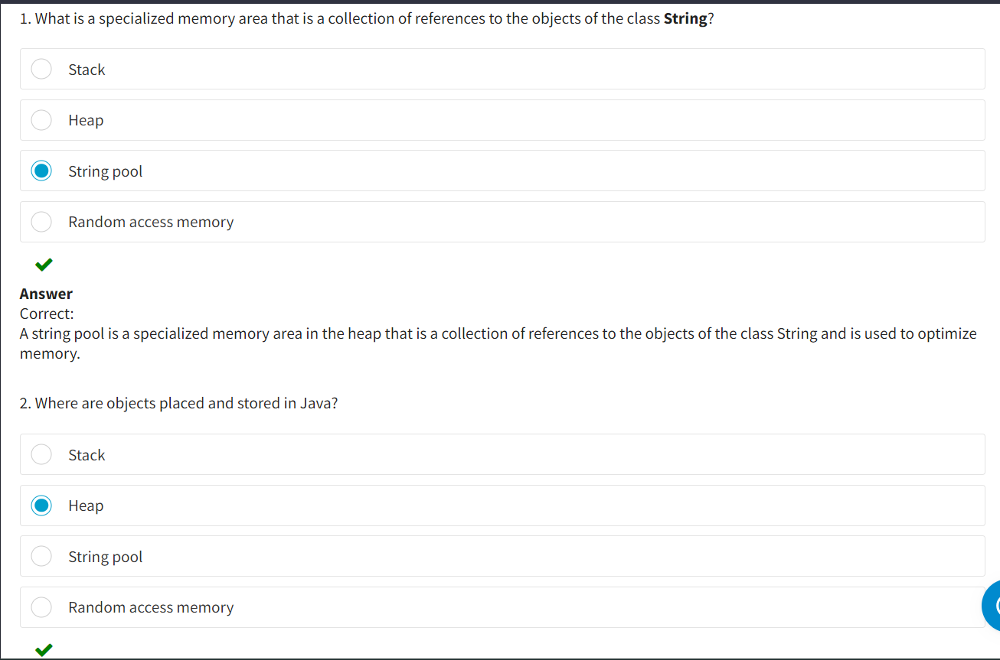 1. What is a specialized memory area that is a collection of references to the objects of the class String?
Stack
Heap
String pool
Random access memory
Answer
Correct:
A string pool is a specialized memory area in the heap that is a collection of references to the objects of the class String and is used to optimize
memory.
2. Where are objects placed and stored in Java?
Stack
Heap
String pool
Random access memory